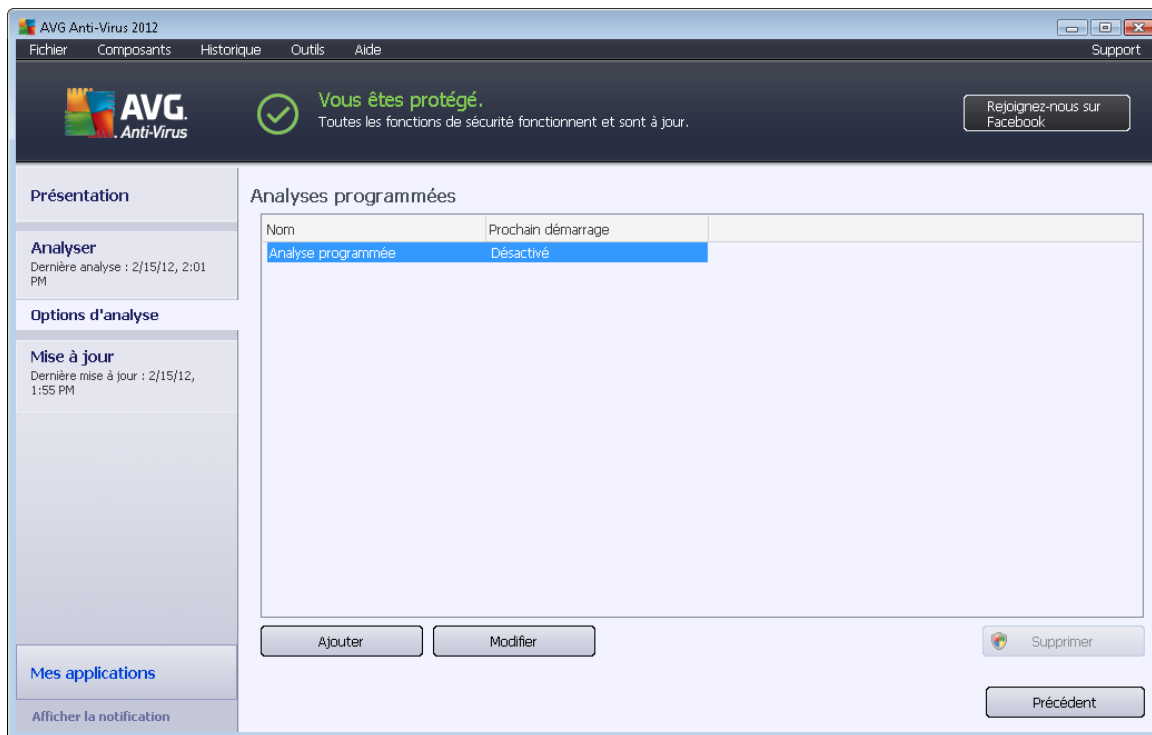 AVG Anti-Virus 2012
Fichier Composants Historique Outils Aide Support
AVG.
Anti-Virus
Vous êtes protégé.
Toutes les fonctions de sécurité fonctionnent et sont à jour.
Rejoignez-nous sur
Facebook
Présentation
Analyser
Dernière analyse : 2/15/12, 2:01
PM
Options d'analyse
Mise à jour
Dernière mise à jour : 2/15/12,
1:55 PM
Mes applications
Afficher la notification
Analyses programmées
Nom Prochain démarrage
Analyse programmée Désactivé
Ajouter Modifier Supprimer
Précédent